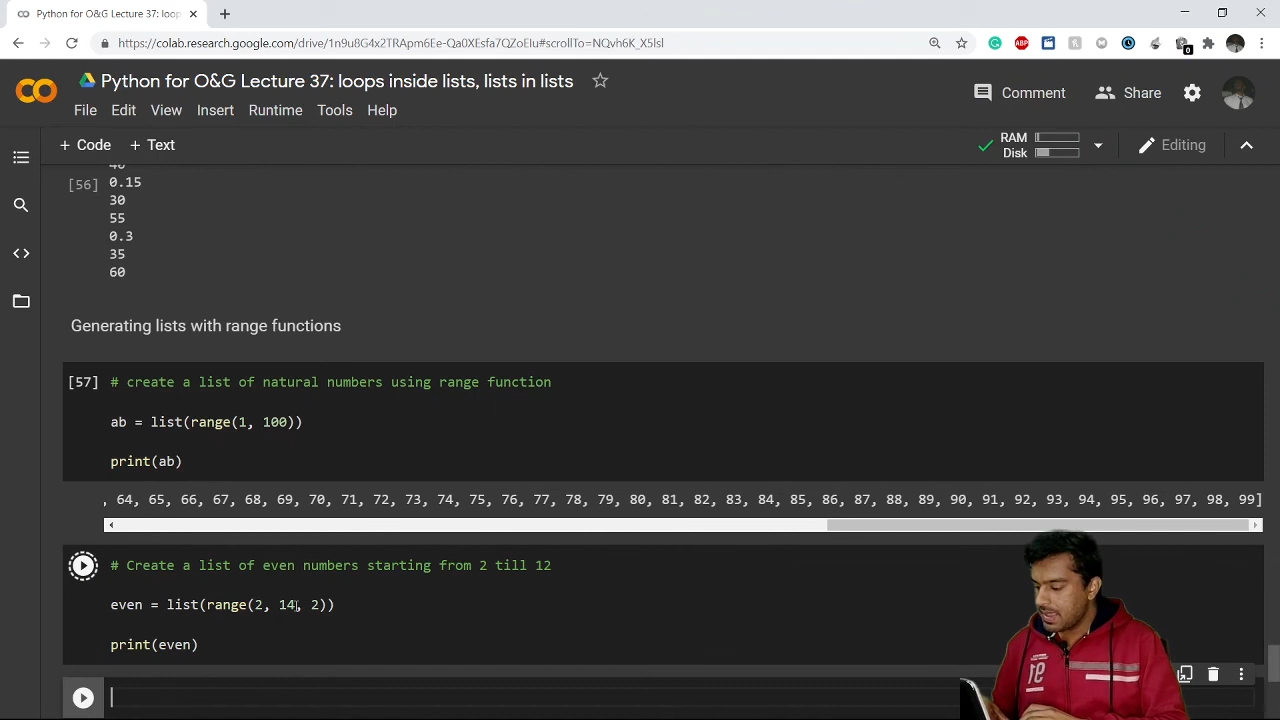 Python for O&G Lecture 37: loop
https://colab.research.google.com/drive/
Python for O&G Lecture 37: loops inside lists, lists in lists
Comment
Share
File Edit View Insert Runtime Tools Help
+ Code + Text
RAM
Disk
Editing
[56]
0.15
30
55
0.3
35
60
Generating lists with range functions
[57] # create a list of natural numbers using range function
ab = list(range(1, 100))
print(ab)
, 64, 65, 66, 67, 68, 69, 70, 71, 72, 73, 74, 75, 76, 77, 78, 79, 80, 81, 82, 83, 84, 85, 86, 87, 88, 89, 90, 91, 92, 93, 94, 95, 96, 97, 98, 99]
# Create a list of even numbers starting from 2 till 12
even = list(range(2, 14, 2))
print(even)